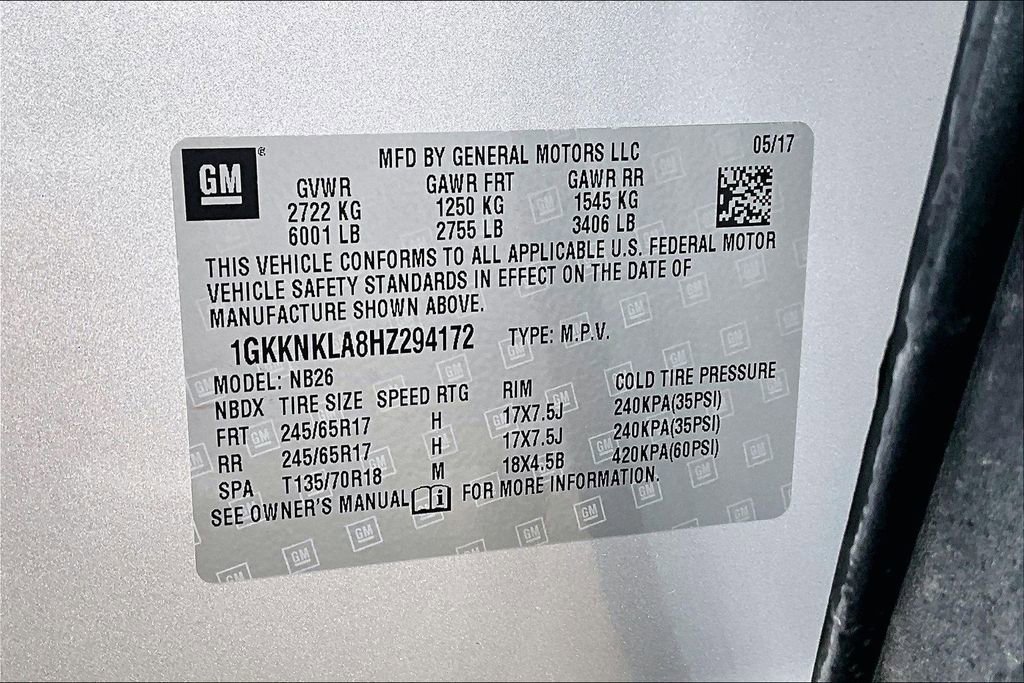 GM® MFD BY GENERAL MOTORS LLC 05/17
GVWR GAWR FRT GAWR RR
2722 KG 1250 KG 1545 KG
6001 LB 2755 LB 3406 LB
THIS VEHICLE CONFORMS TO ALL APPLICABLE U.S. FEDERAL MOTOR
VEHICLE SAFETY STANDARDS IN EFFECT ON THE DATE OF
MANUFACTURE SHOWN ABOVE.
1GKKNKLA8HZ294172 TYPE: M.P.V.
MODEL: NB26
NBDX TIRE SIZE SPEED RTG RIM COLD TIRE PRESSURE
FRT 245/65R17 H 17X7.5J 240KPA(35PSI)
RR 245/65R17 H 17X7.5J 240KPA(35PSI)
SPA T135/70R18 M 18X4.5B 420KPA(60PSI)
SEE OWNER'S MANUAL i FOR MORE INFORMATION.